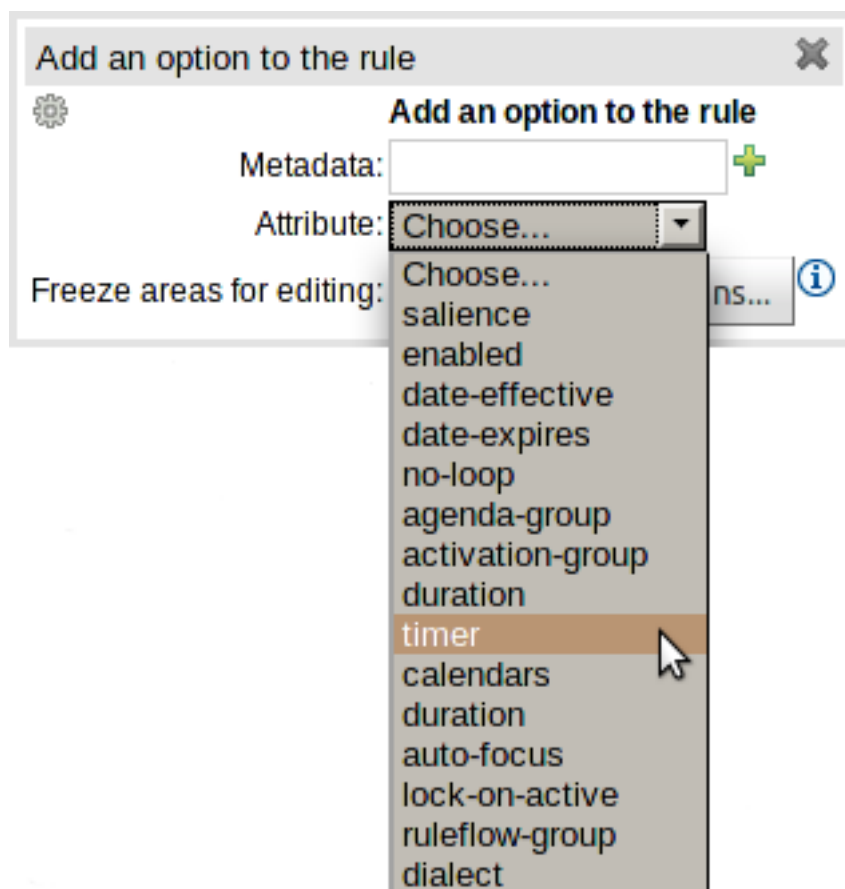 Add an option to the rule
Add an option to the rule
Metadata:
Attribute: Choose...
Choose...
Freeze areas for editing: ns...
salience
enabled
date-effective
date-expires
no-loop
agenda-group
activation-group
duration
timer
calendars
duration
auto-focus
lock-on-active
ruleflow-group
dialect